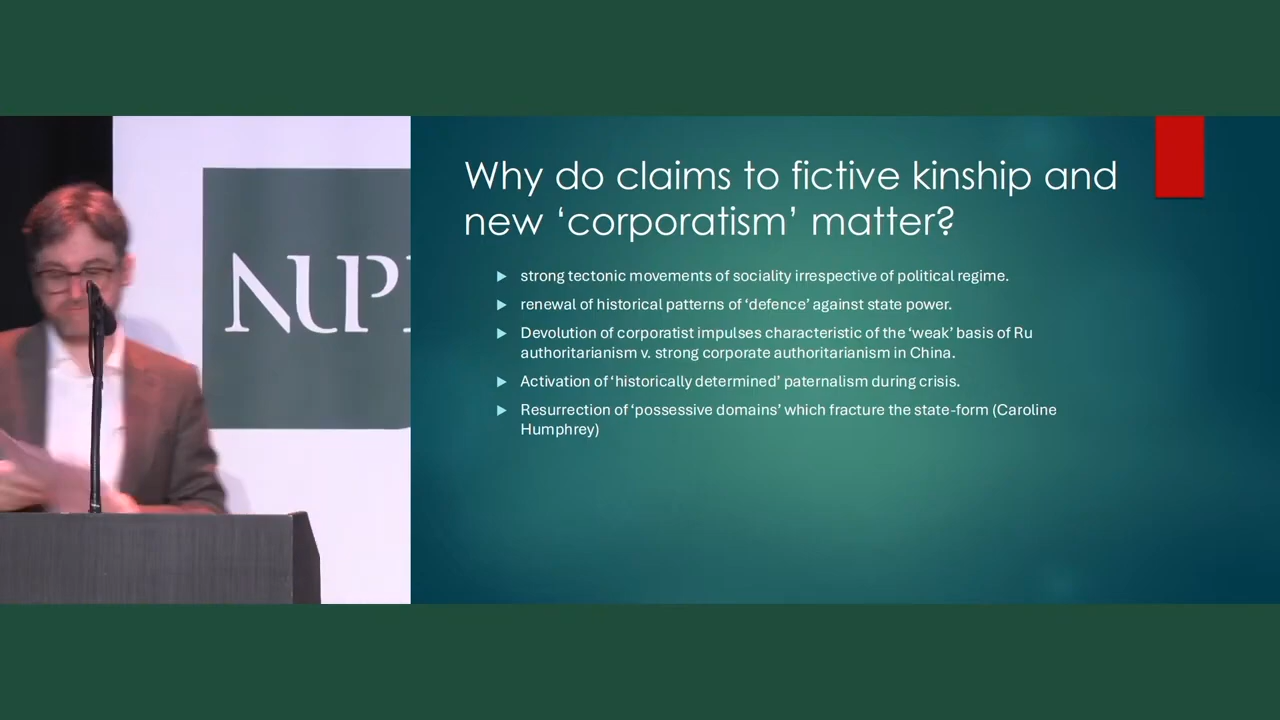 NUP
Why do claims to fictive kinship and
new ‘corporatism’ matter?
strong tectonic movements of sociality irrespective of political regime.
renewal of historical patterns of ‘defence’ against state power.
Devolution of corporatist impulses characteristic of the ‘weak’ basis of Ru
authoritarianism v. strong corporate authoritarianism in China.
Activation of ‘historically determined’ paternalism during crisis.
Resurrection of ‘possessive domains’ which fracture the state-form (Caroline
Humphrey)